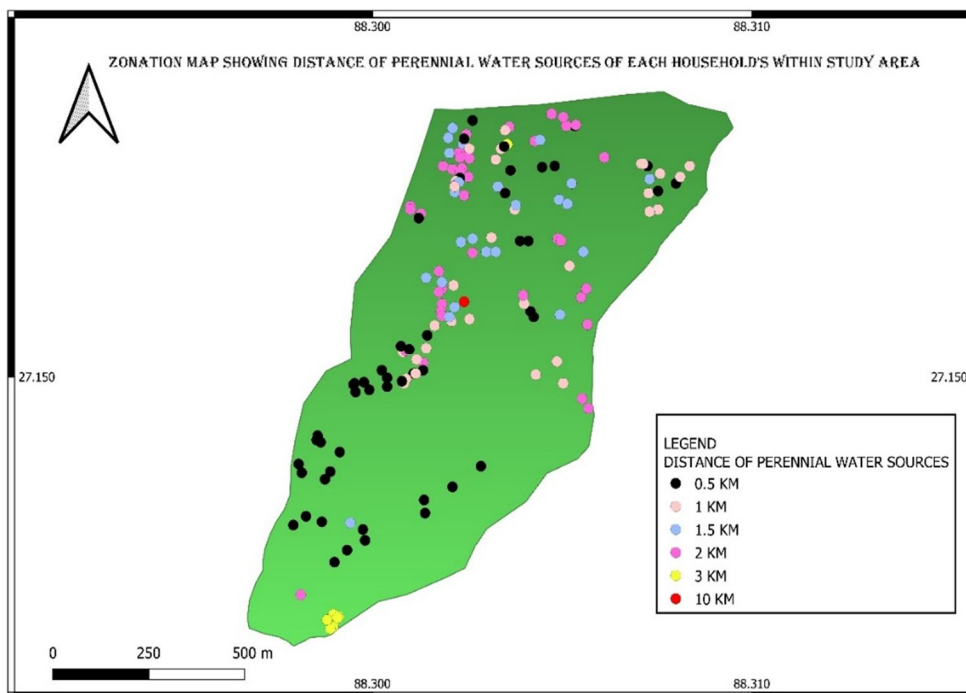 88.300 88.310
ZONATION MAP SHOWING DISTANCE OF PERENNIAL WATER SOURCES OF EACH HOUSEHOLD'S WITHIN STUDY AREA
27.150 27.150
LEGEND
DISTANCE OF PERENNIAL WATER SOURCES
0.5 KM
1 KM
1.5 KM
2 KM
3 KM
10 KM
0 250 500 m
88.300 88.310